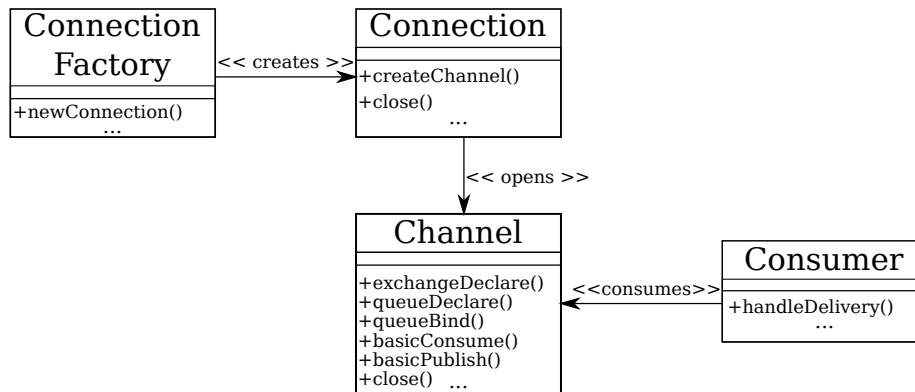 Connection
Factory
+newConnection()
...
<< creates >>
Connection
+createChannel()
+close()
...
<< opens >>
Channel
+exchangeDeclare()
+queueDeclare()
+queueBind()
+basicConsume()
+basicPublish()
+close()
...
<<consumes>>
Consumer
+handleDelivery()
...